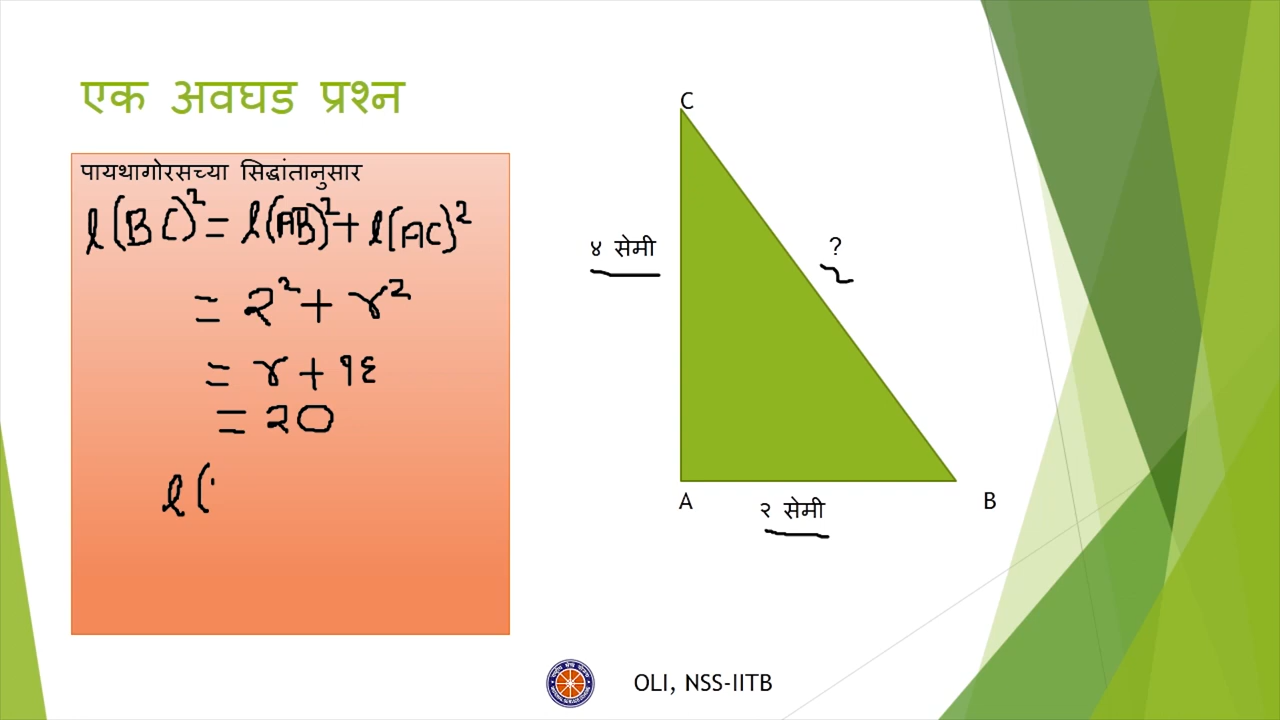 एक अवघड प्रश्न
पायथागोरसच्या सिद्धांतानुसार
l(BC)² = l(AB)² + l(AC)²
= २² + ४²
= ४ + १६
= २०
l(
C
४ सेमी
?
A
२ सेमी
B
OLI, NSS-IITB